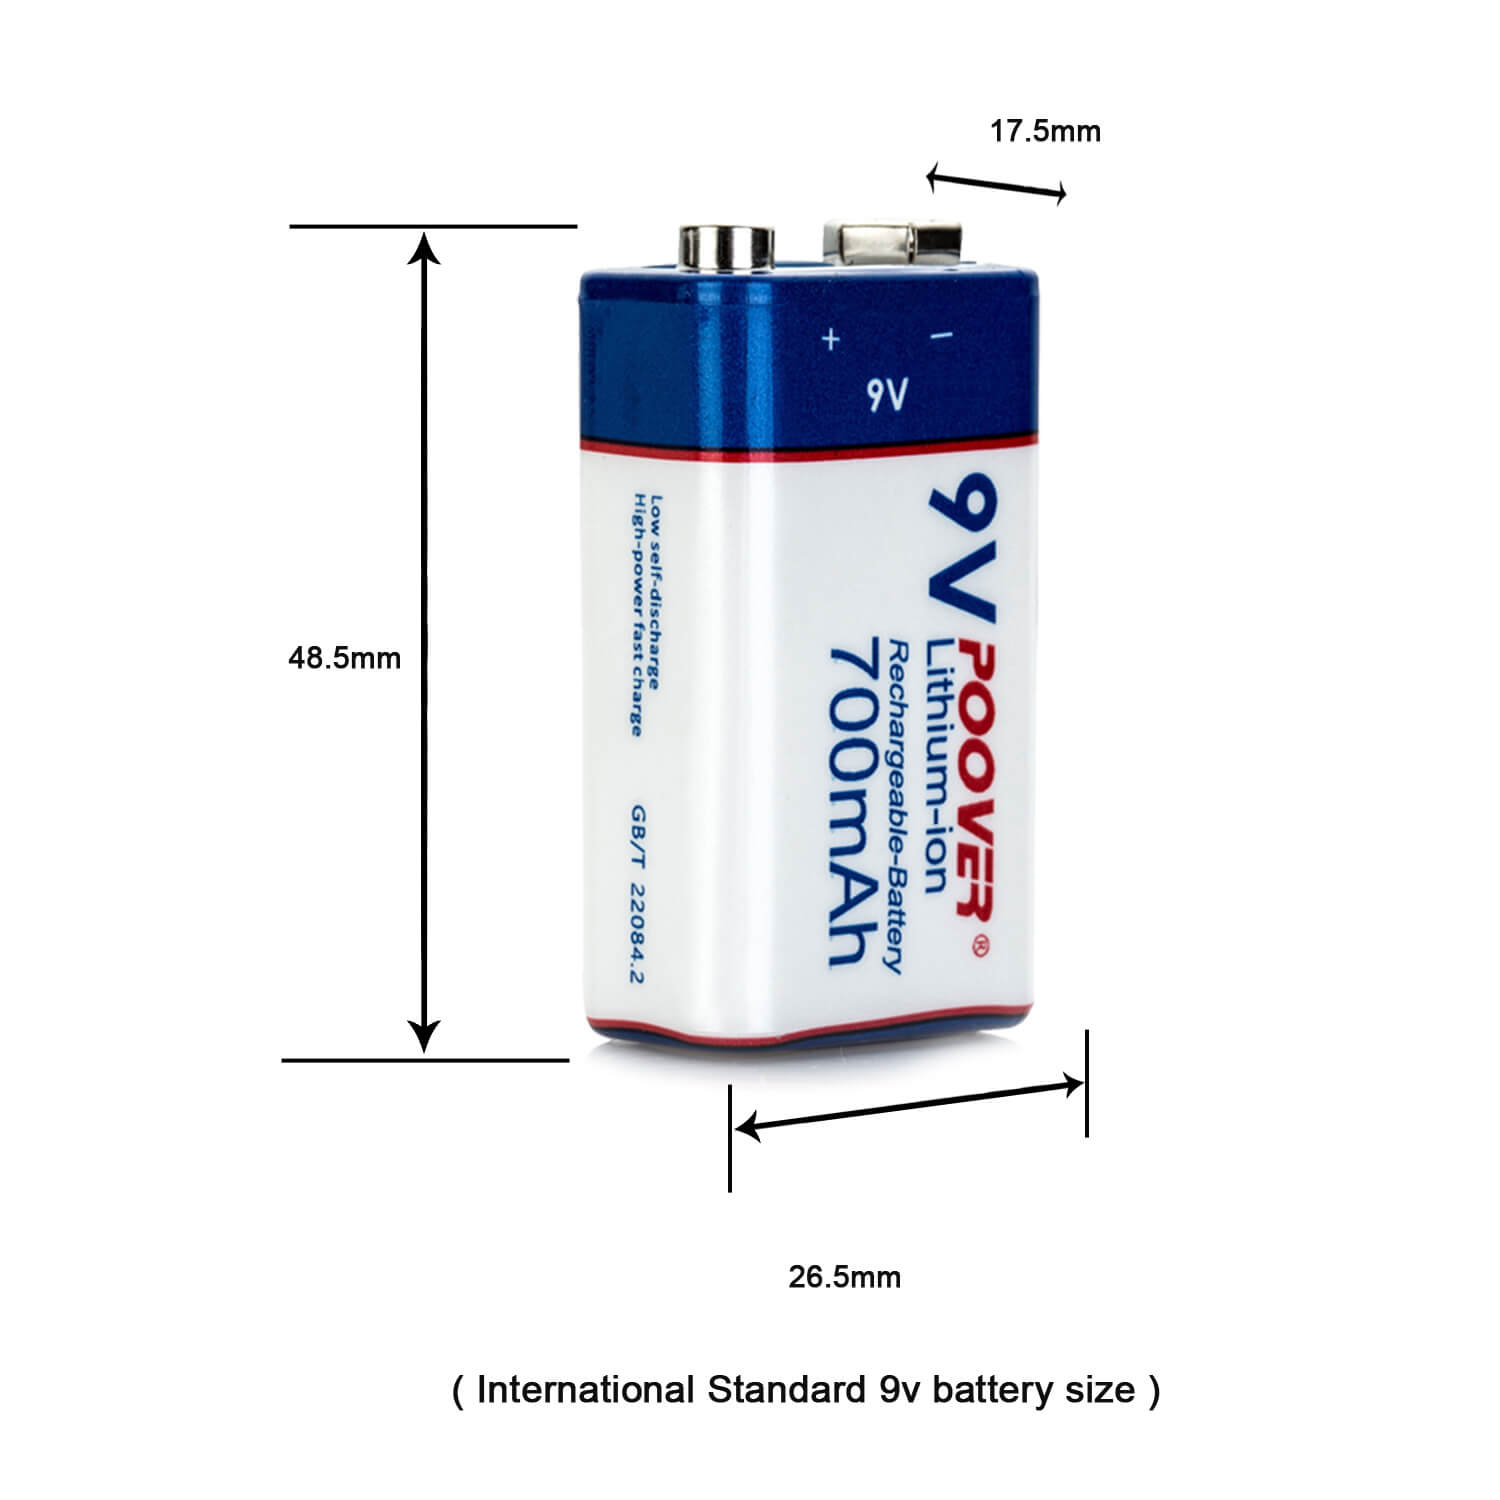 17.5mm
+ −
9V
9V
POOVER®
Lithium-ion
Rechargeable-Battery
700mAh
Low self-discharge
High-power fast charge
GB/T 22084.2
48.5mm
26.5mm
( International Standard 9v battery size )